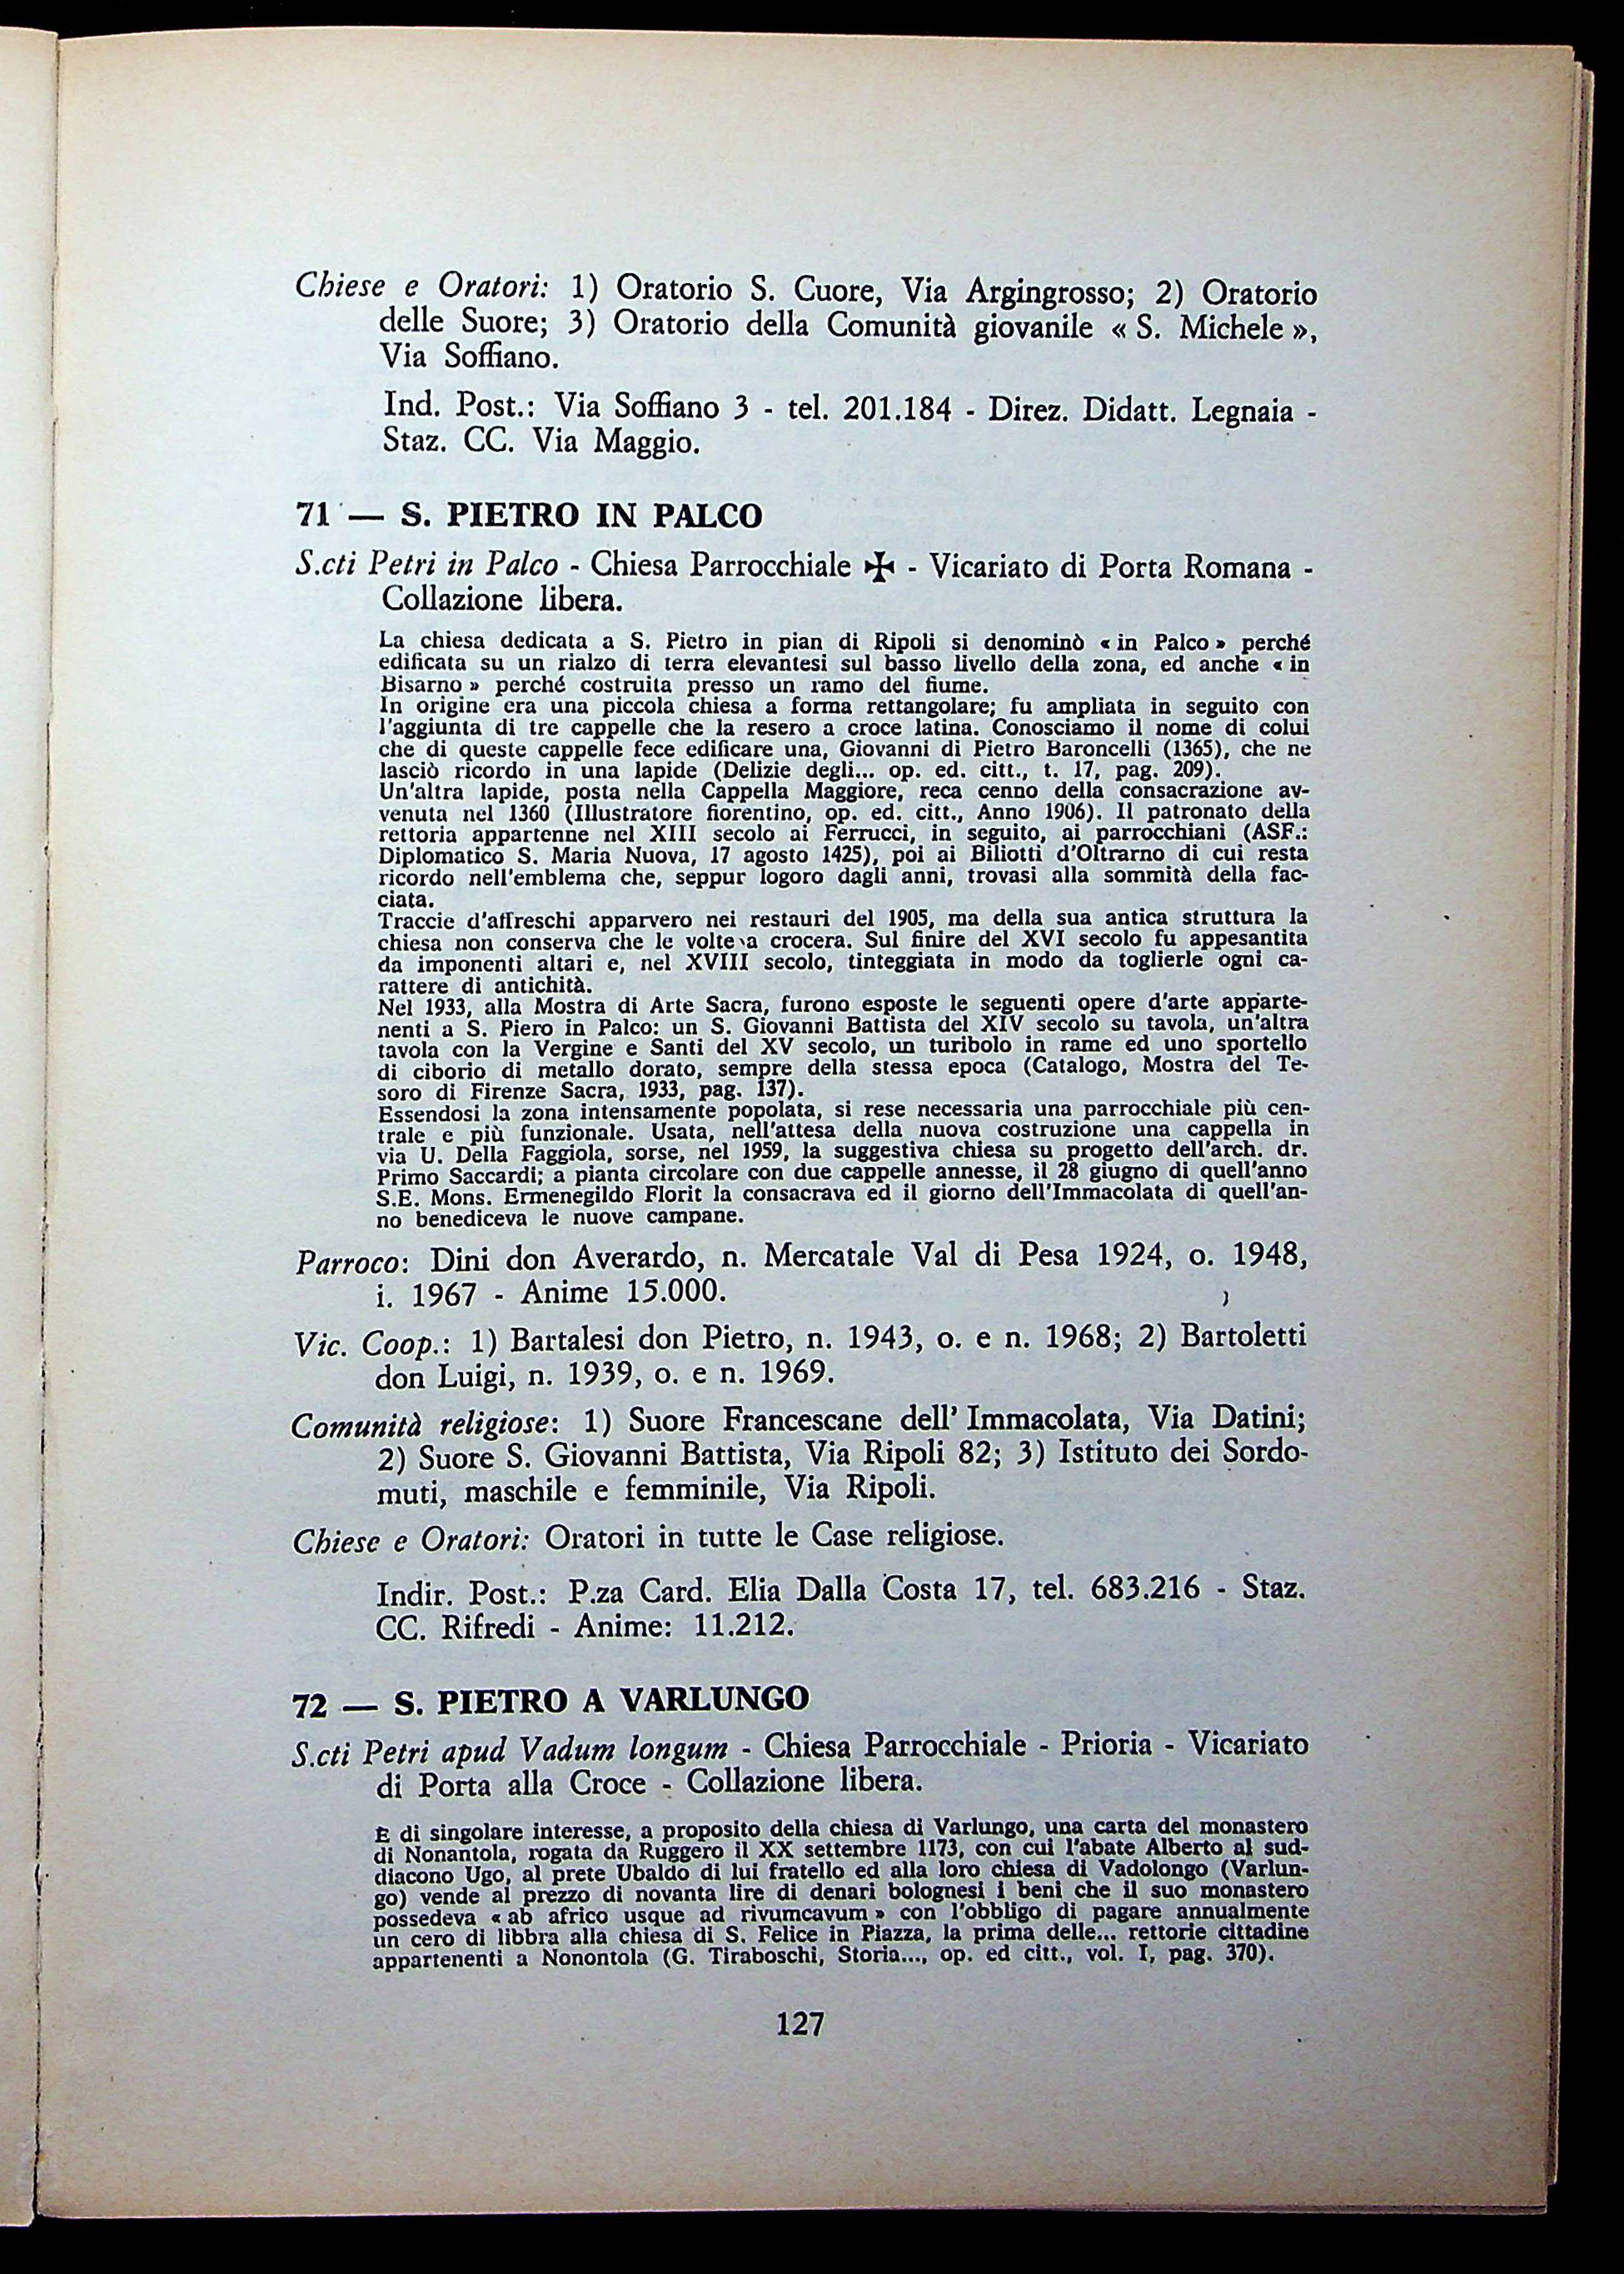 Chiese e Oratori: 1) Oratorio S. Cuore, Via Argingrosso; 2) Oratorio
delle Suore; 3) Oratorio della Comunità giovanile « S. Michele »,
Via Soffiano.
Ind. Post.: Via Soffiano 3 - tel. 201.184 - Direz. Didatt. Legnaia -
Staz. CC. Via Maggio.
71 — S. PIETRO IN PALCO
S.cti Petri in Palco - Chiesa Parrocchiale ✠ - Vicariato di Porta Romana -
Collazione libera.
La chiesa dedicata a S. Pietro in pian di Ripoli si denominò « in Palco » perché
edificata su un rialzo di terra elevantesi sul basso livello della zona, ed anche « in
Bisarno » perché costruita presso un ramo del fiume.
In origine era una piccola chiesa a forma rettangolare; fu ampliata in seguito con
l'aggiunta di tre cappelle che la resero a croce latina. Conosciamo il nome di colui
che di queste cappelle fece edificare una, Giovanni di Pietro Baroncelli (1365), che ne
lasciò ricordo in una lapide (Delizie degli... op. ed. citt., t. 17, pag. 209).
Un'altra lapide, posta nella Cappella Maggiore, reca cenno della consacrazione av-
venuta nel 1360 (Illustratore fiorentino, op. ed. citt., Anno 1906). Il patronato della
rettoria appartenne nel XIII secolo ai Ferrucci, in seguito, ai parrocchiani (ASF.:
Diplomatico S. Maria Nuova, 17 agosto 1425), poi ai Biliotti d'Oltrarno di cui resta
ricordo nell'emblema che, seppur logoro dagli anni, trovasi alla sommità della fac-
ciata.
Traccie d'affreschi apparvero nei restauri del 1905, ma della sua antica struttura la
chiesa non conserva che le volte a crocera. Sul finire del XVI secolo fu appesantita
da imponenti altari e, nel XVIII secolo, tinteggiata in modo da toglierle ogni ca-
rattere di antichità.
Nel 1933, alla Mostra di Arte Sacra, furono esposte le seguenti opere d'arte apparte-
nenti a S. Piero in Palco: un S. Giovanni Battista del XIV secolo su tavola, un'altra
tavola con la Vergine e Santi del XV secolo, un turibolo in rame ed uno sportello
di ciborio di metallo dorato, sempre della stessa epoca (Catalogo, Mostra del Te-
soro di Firenze Sacra, 1933, pag. 137).
Essendosi la zona intensamente popolata, si rese necessaria una parrocchiale più cen-
trale e più funzionale. Usata, nell'attesa della nuova costruzione una cappella in
via U. Della Faggiola, sorse, nel 1959, la suggestiva chiesa su progetto dell'arch. dr.
Primo Saccardi; a pianta circolare con due cappelle annesse, il 28 giugno di quell'anno
S.E. Mons. Ermenegildo Florit la consacrava ed il giorno dell'Immacolata di quell'an-
no benediceva le nuove campane.
Parroco: Dini don Averardo, n. Mercatale Val di Pesa 1924, o. 1948,
i. 1967 - Anime 15.000.
Vic. Coop.: 1) Bartalesi don Pietro, n. 1943, o. e n. 1968; 2) Bartoletti
don Luigi, n. 1939, o. e n. 1969.
Comunità religiose: 1) Suore Francescane dell' Immacolata, Via Datini;
2) Suore S. Giovanni Battista, Via Ripoli 82; 3) Istituto dei Sordo-
muti, maschile e femminile, Via Ripoli.
Chiese e Oratori: Oratori in tutte le Case religiose.
Indir. Post.: P.za Card. Elia Dalla Costa 17, tel. 683.216 - Staz.
CC. Rifredi - Anime: 11.212.
72 — S. PIETRO A VARLUNGO
S.cti Petri apud Vadum longum - Chiesa Parrocchiale - Prioria - Vicariato
di Porta alla Croce - Collazione libera.
E di singolare interesse, a proposito della chiesa di Varlungo, una carta del monastero
di Nonantola, rogata da Ruggero il XX settembre 1173, con cui l'abate Alberto al sud-
diacono Ugo, al prete Ubaldo di lui fratello ed alla loro chiesa di Vadolongo (Varlun-
go) vende al prezzo di novanta lire di denari bolognesi i beni che il suo monastero
possedeva « ab africo usque ad rivumcavum » con l'obbligo di pagare annualmente
un cero di libbra alla chiesa di S. Felice in Piazza, la prima delle... rettorie cittadine
appartenenti a Nonontola (G. Tiraboschi, Storia..., op. ed citt., vol. I, pag. 370).
127